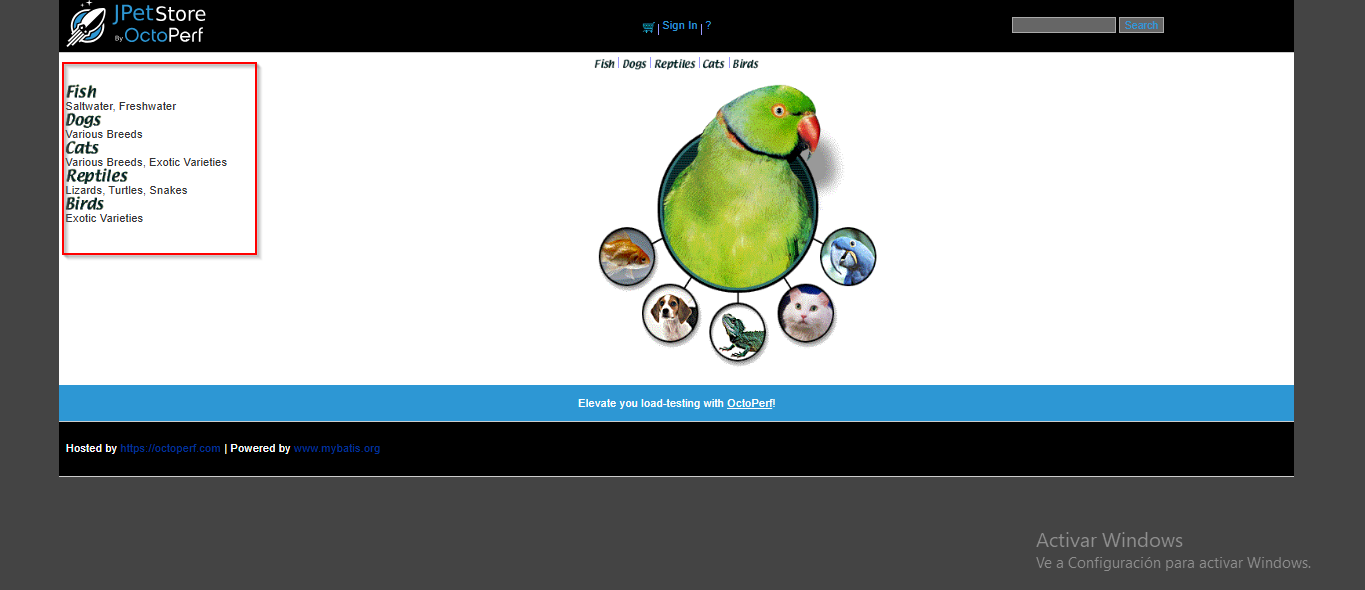 JPetStore
By OctoPerf
Sign In | ?
Search
Fish | Dogs | Reptiles | Cats | Birds
Fish
Saltwater, Freshwater
Dogs
Various Breeds
Cats
Various Breeds, Exotic Varieties
Reptiles
Lizards, Turtles, Snakes
Birds
Exotic Varieties
Elevate you load-testing with OctoPerf!
Hosted by https://octoperf.com | Powered by www.mybatis.org
Activar Windows
Ve a Configuración para activar Windows.